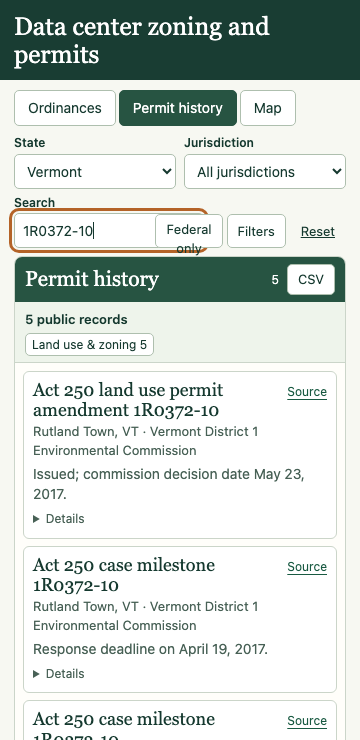 Data center zoning and
permits
Ordinances
Permit history
Map
State
Jurisdiction
Vermont
All jurisdictions
Search
1R0372-10
Federal
only
Filters
Reset
Permit history
5
CSV
5 public records
Land use & zoning 5
Act 250 land use permit
amendment 1R0372-10
Source
Rutland Town, VT · Vermont District 1
Environmental Commission
Issued; commission decision date May 23,
2017.
Details
Act 250 case milestone
1R0372-10
Source
Rutland Town, VT · Vermont District 1
Environmental Commission
Response deadline on April 19, 2017.
Details
Act 250 case milestone
1R0372-10
Source